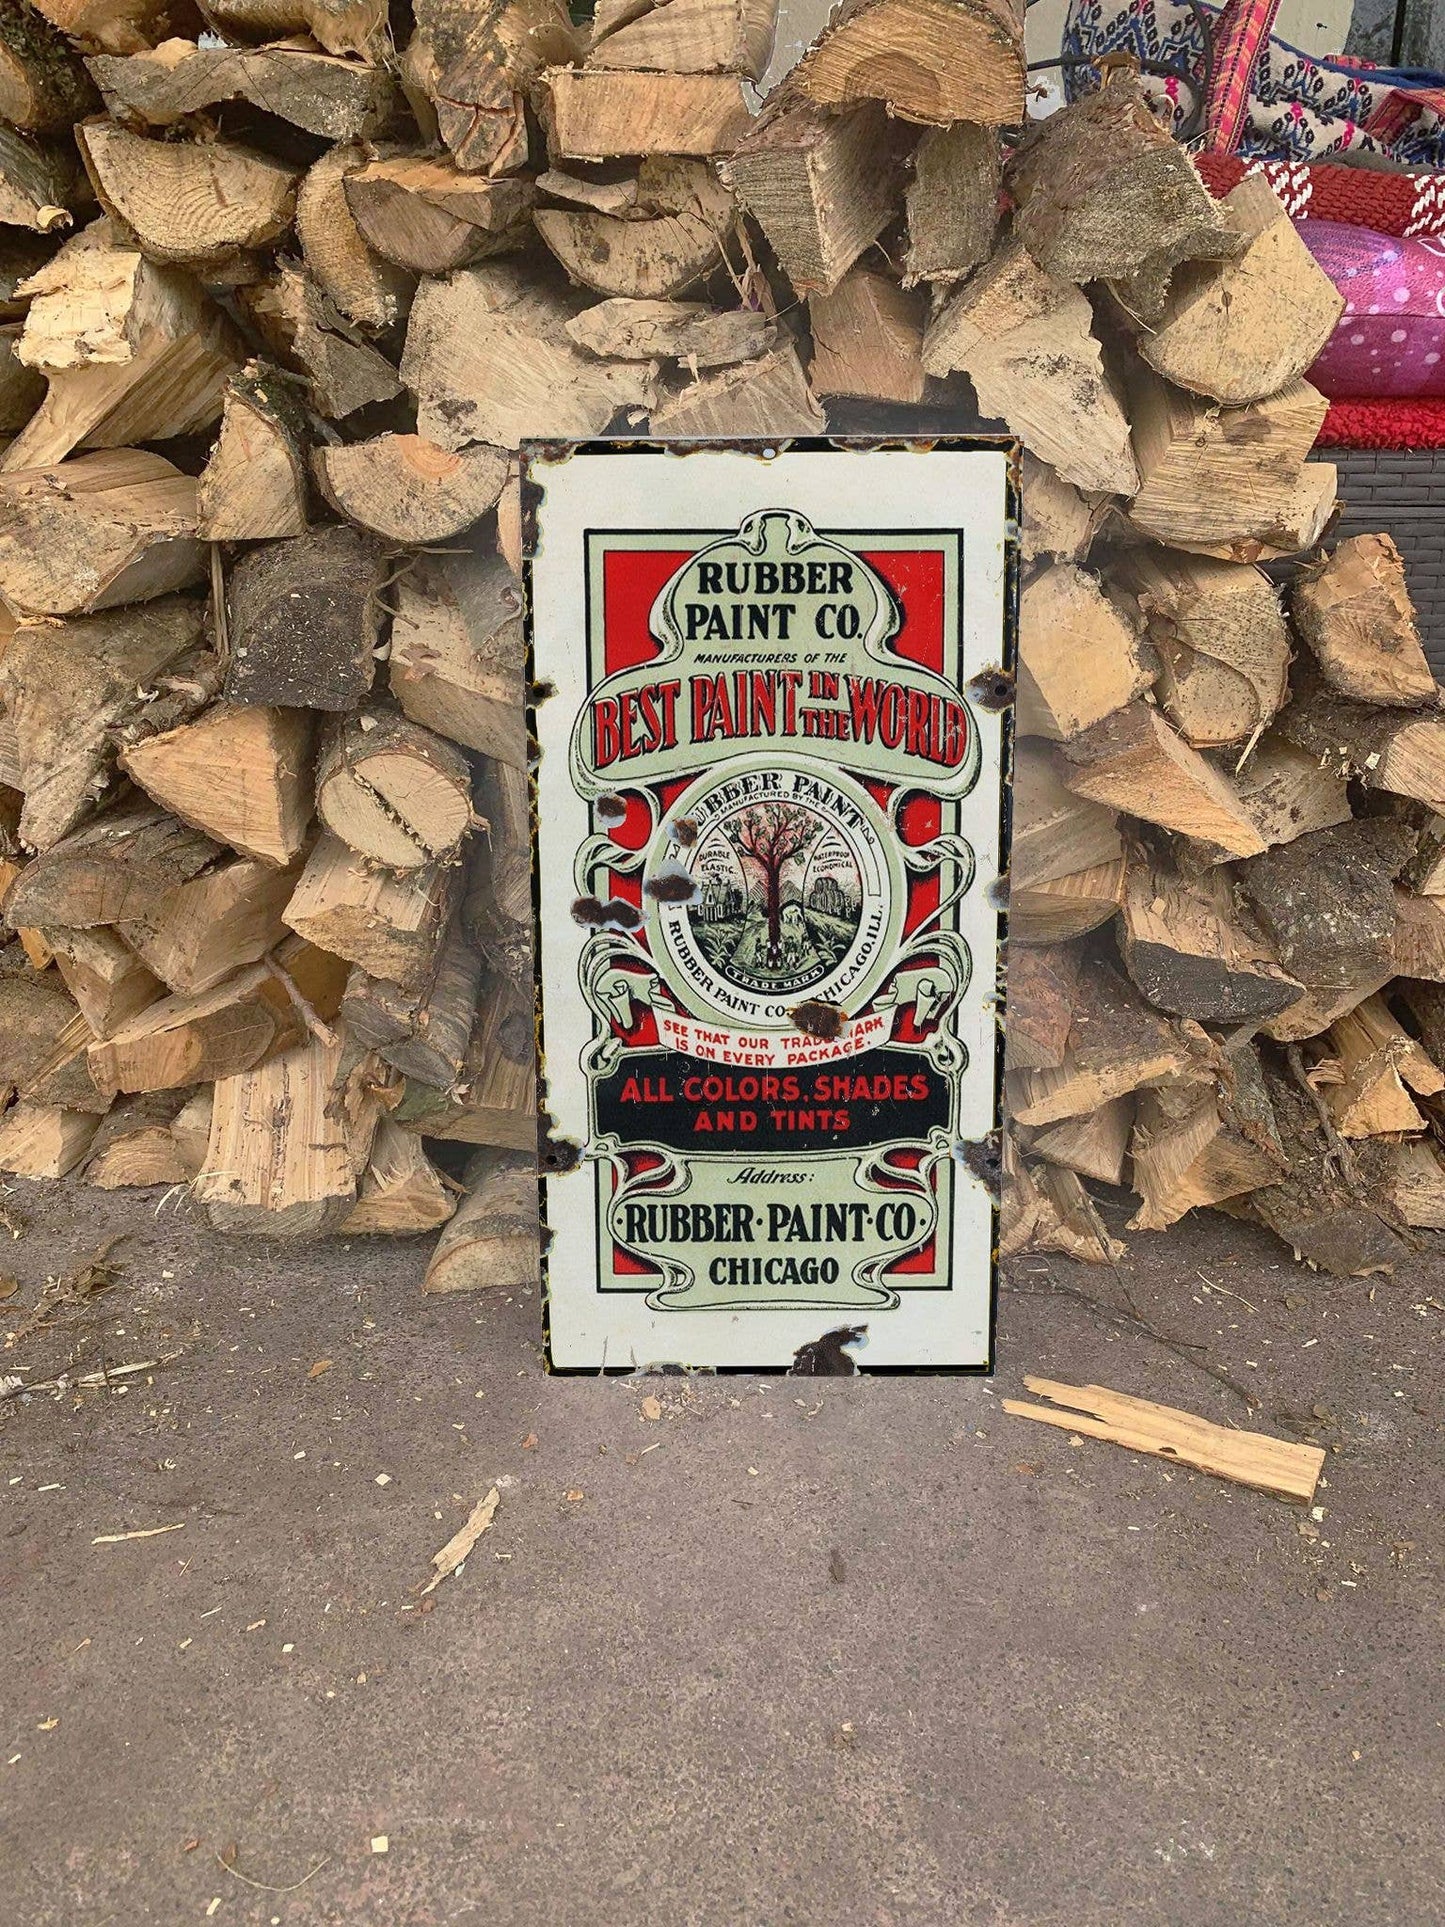 RUBBER
PAINT CO.
MANUFACTURERS OF THE
BEST PAINT IN THE WORLD
RUBBER PAINT
MANUFACTURED BY THE
DURABLE
ELASTIC
WATERPROOF
ECONOMICAL
RUBBER PAINT CO. CHICAGO.ILL.
TRADE MARK
SEE THAT OUR TRADE MARK
IS ON EVERY PACKAGE.
ALL COLORS, SHADES
AND TINTS
Address:
·RUBBER·PAINT·CO·
CHICAGO